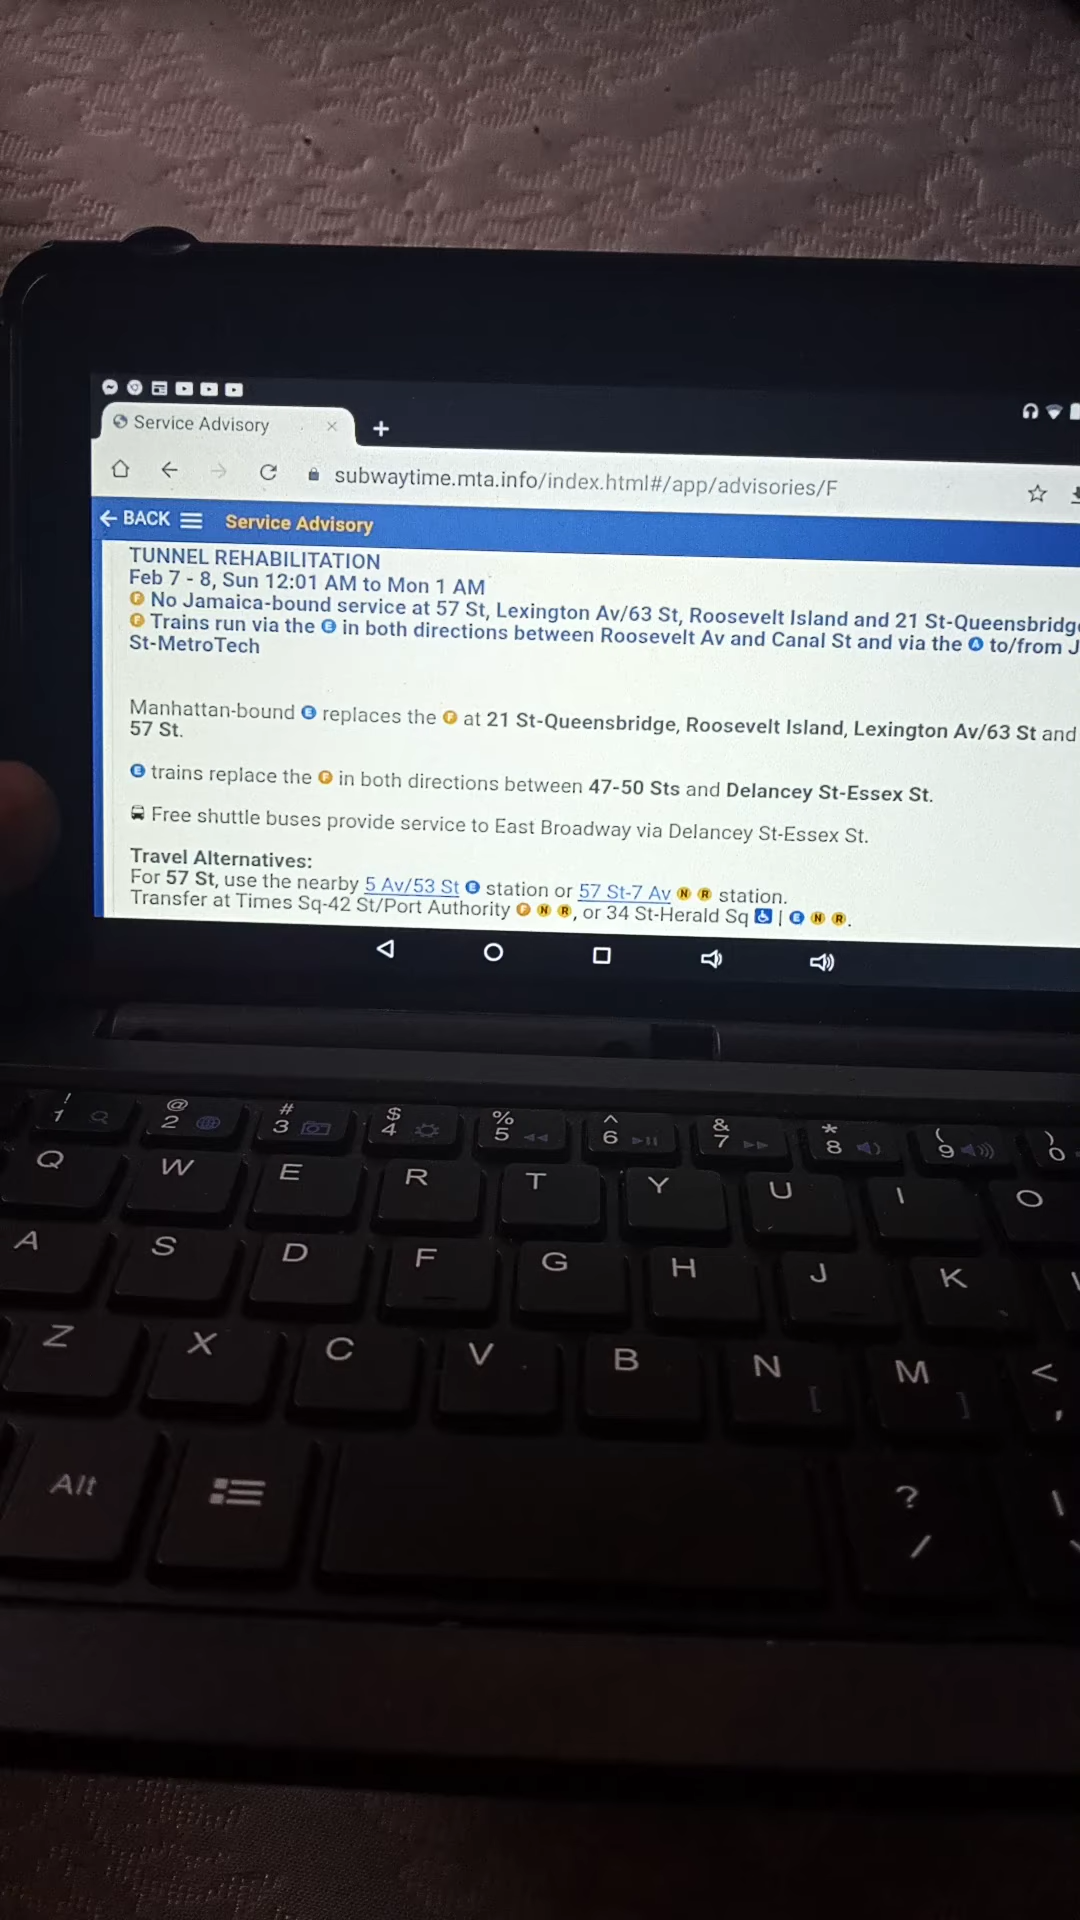 Service Advisory
subwaytime.mta.info/index.html#/app/advisories/F
BACK Service Advisory
TUNNEL REHABILITATION
Feb 7 - 8, Sun 12:01 AM to Mon 1 AM
F No Jamaica-bound service at 57 St, Lexington Av/63 St, Roosevelt Island and 21 St-Queensbridge
F Trains run via the E in both directions between Roosevelt Av and Canal St and via the A to/from J
St-MetroTech
Manhattan-bound E replaces the F at 21 St-Queensbridge, Roosevelt Island, Lexington Av/63 St and
57 St.
E trains replace the F in both directions between 47-50 Sts and Delancey St-Essex St.
Free shuttle buses provide service to East Broadway via Delancey St-Essex St.
Travel Alternatives:
For 57 St, use the nearby 5 Av/53 St E station or 57 St-7 Av N R station.
Transfer at Times Sq-42 St/Port Authority F N R, or 34 St-Herald Sq | E N R.
! @ # $ % ^ & * ( )
1 2 3 4 5 6 7 8 9 0
Q W E R T Y U I O
A S D F G H J K
Z X C V B N M <
[ ] ,
Alt ?
/